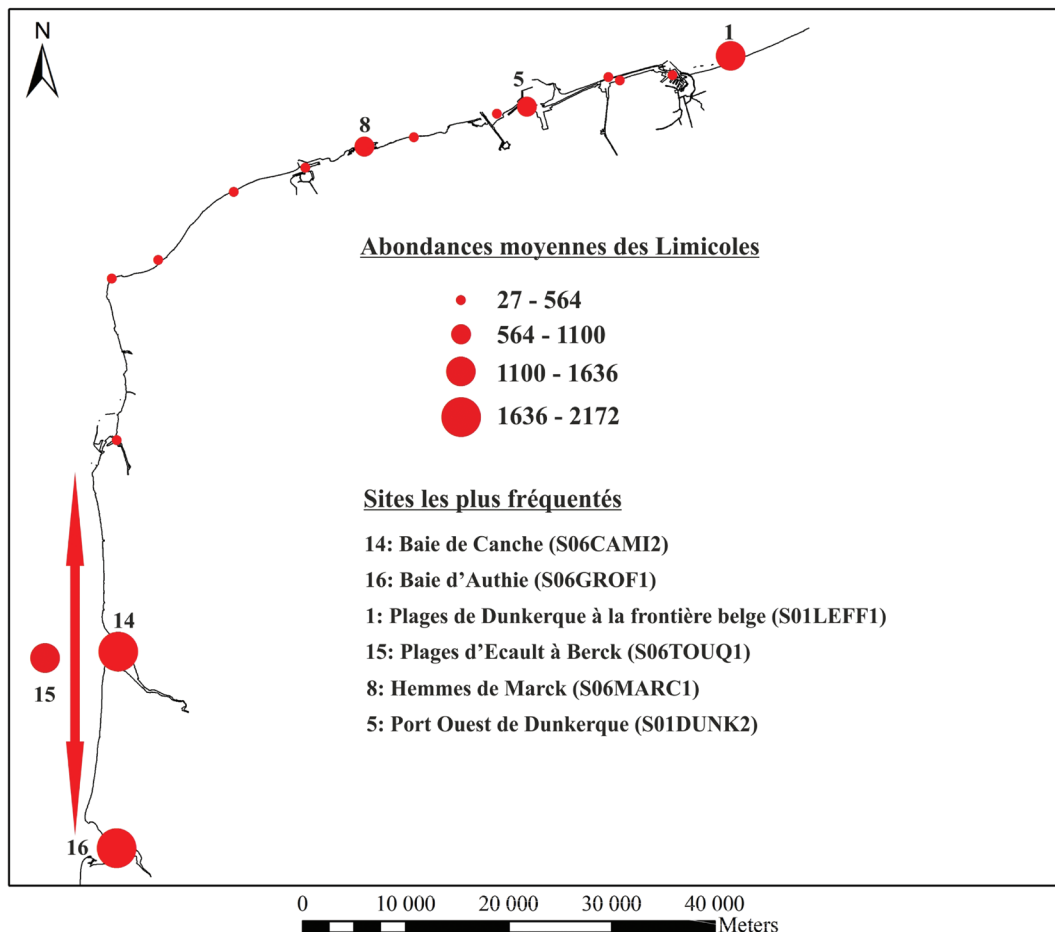 N
1
5
8
Abondances moyennes des Limicoles
27 - 564
564 - 1100
1100 - 1636
1636 - 2172
Sites les plus fréquentés
14: Baie de Canche (S06CAMI2)
16: Baie d'Authie (S06GROF1)
1: Plages de Dunkerque à la frontière belge (S01LEFF1)
15: Plages d'Ecault à Berck (S06TOUQ1)
8: Hemmes de Marck (S06MARC1)
5: Port Ouest de Dunkerque (S01DUNK2)
14
15
16
0 10 000 20 000 30 000 40 000
Meters